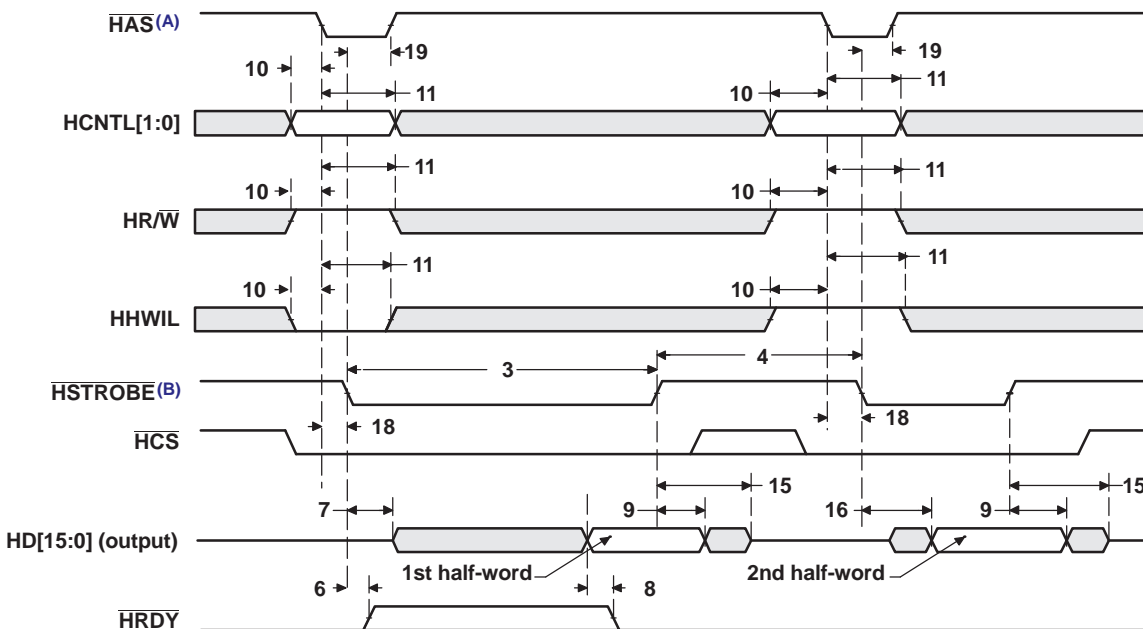 HAS(A)
19
19
10
11
11
10
HCNTL[1:0]
11
11
10
10
HR/W
11
11
10
10
HHWIL
4
3
HSTROBE(B)
18
18
HCS
15
15
7
9
16
9
HD[15:0] (output)
1st half-word
2nd half-word
6
8
HRDY